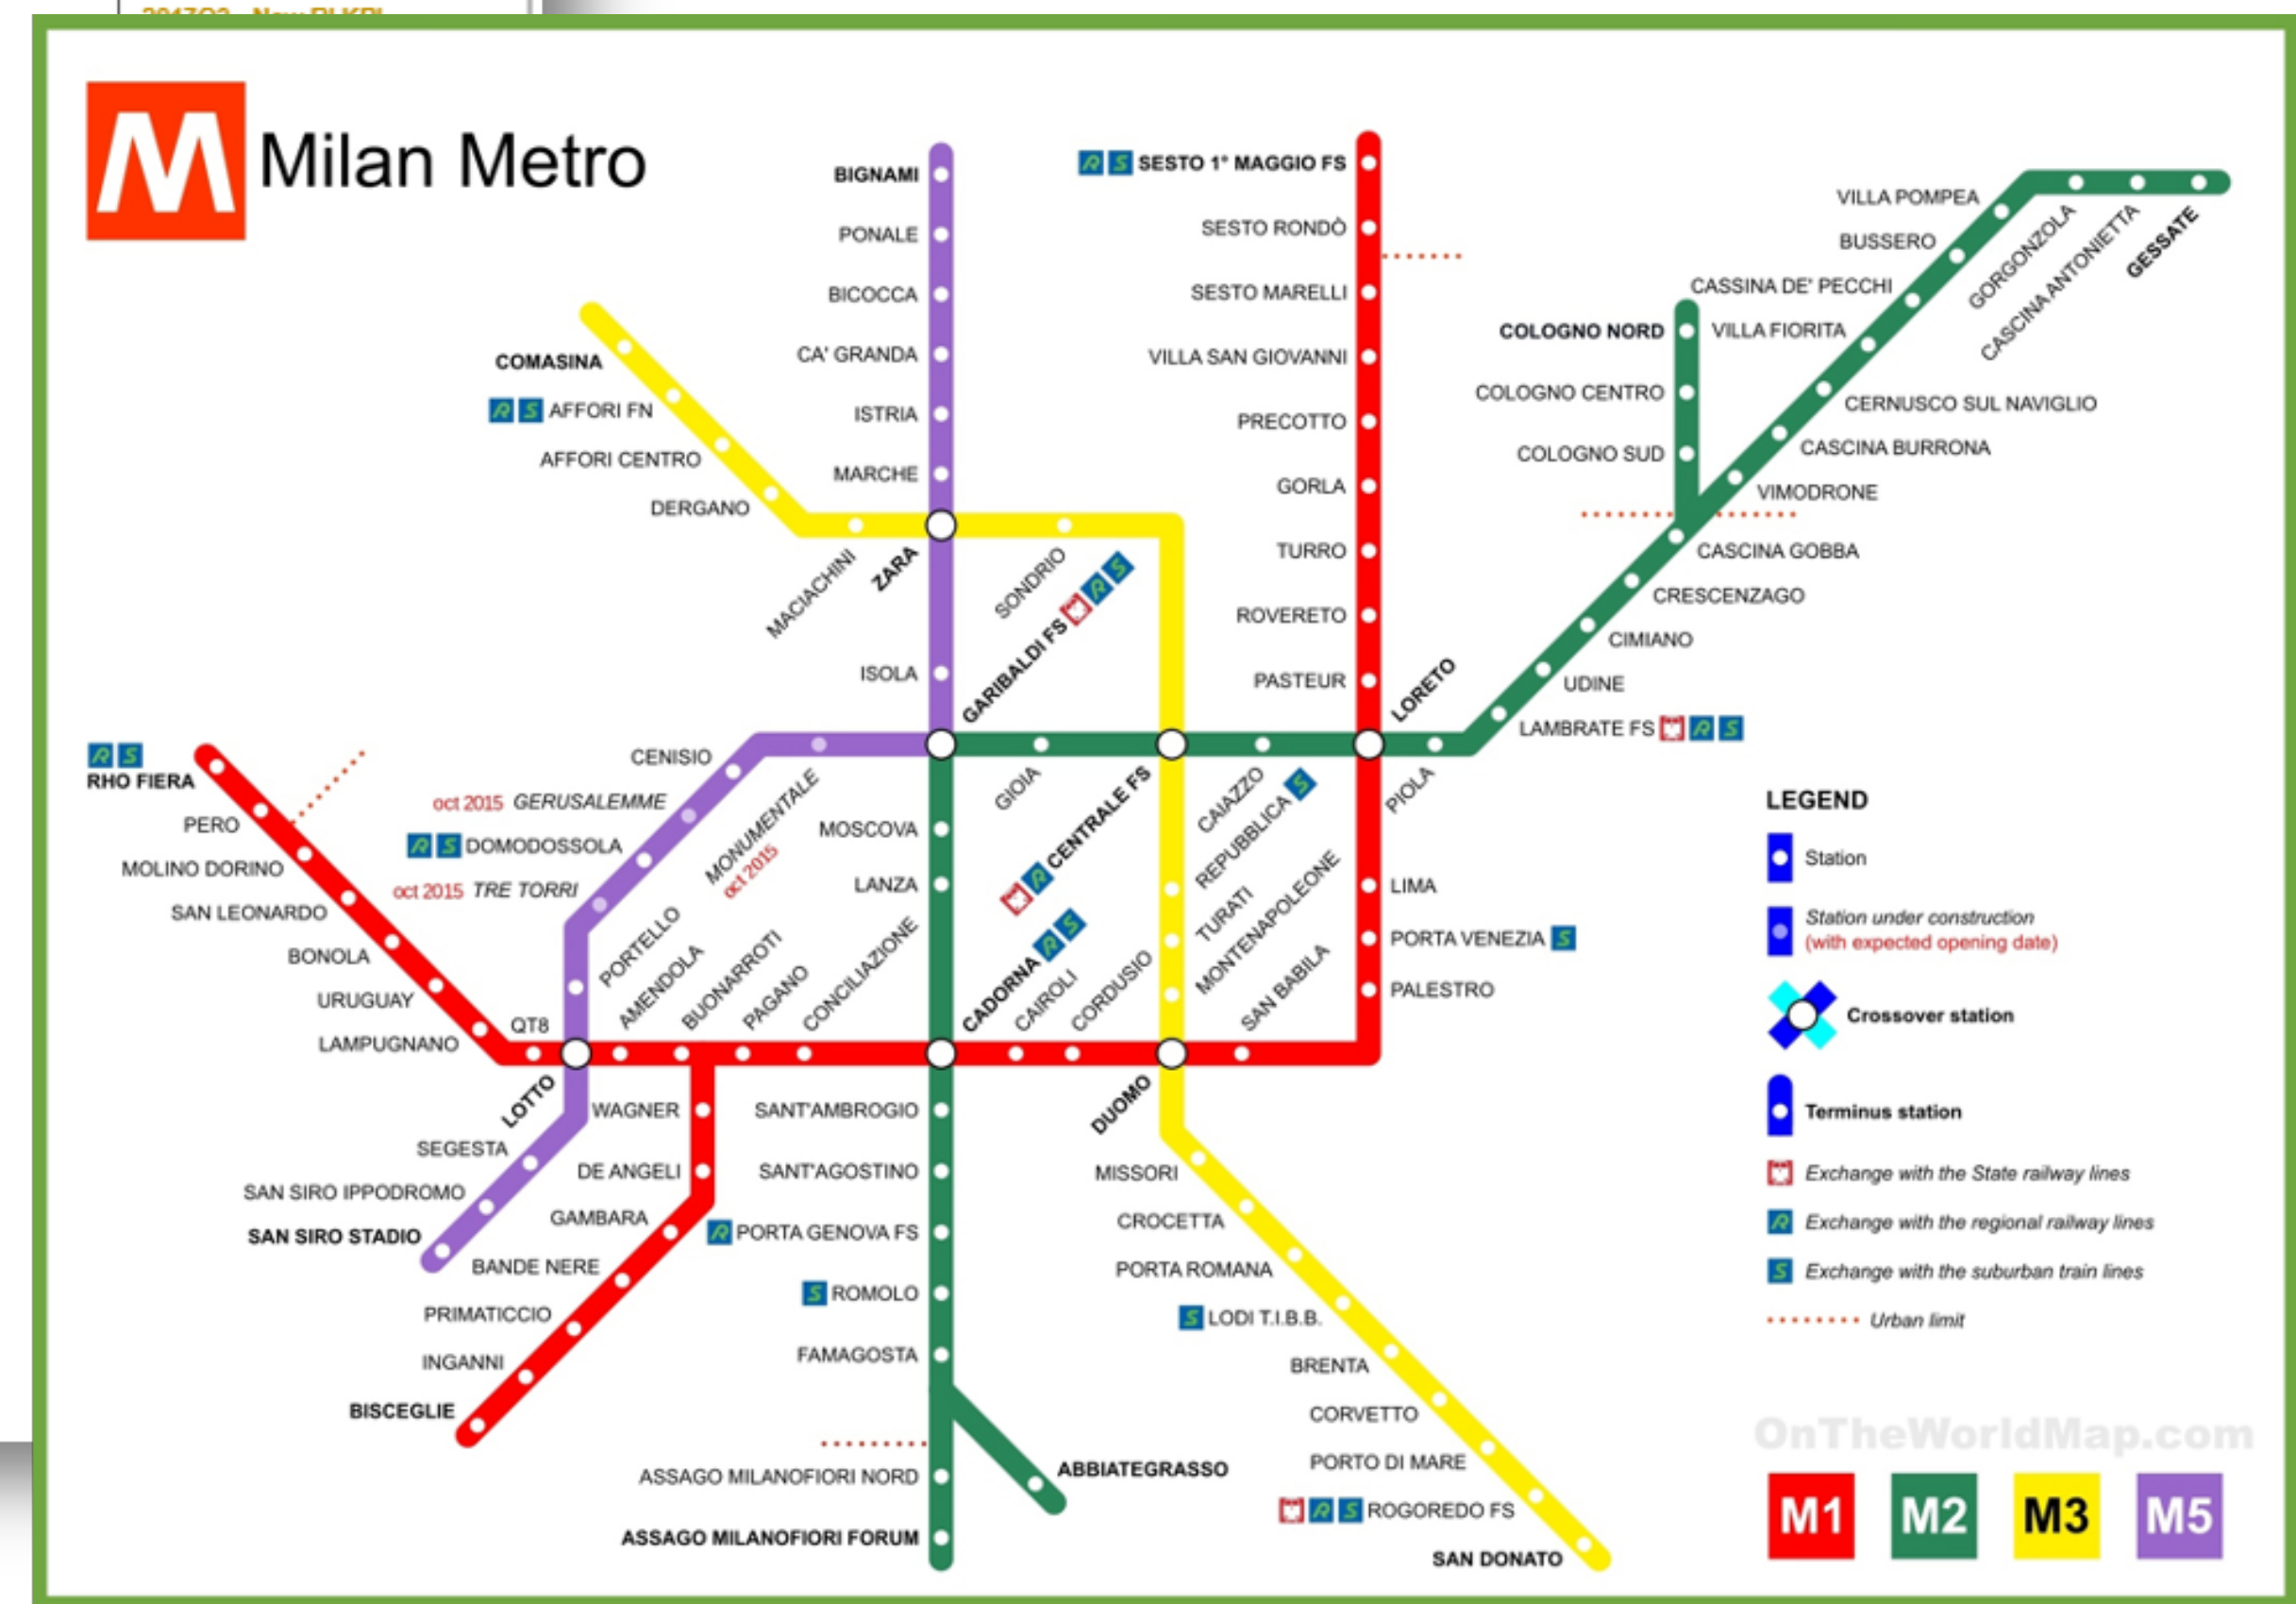 M Milan Metro
BIGNAMI
PONALE
BICOCCA
CA' GRANDA
ISTRIA
MARCHE
ZARA
ISOLA
GARIBALDI FS
R S SESTO 1° MAGGIO FS
SESTO RONDÒ
SESTO MARELLI
VILLA SAN GIOVANNI
PRECOTTO
GORLA
TURRO
ROVERETO
PASTEUR
LORETO
VILLA POMPEA
BUSSERO
CASSINA DE' PECCHI
VILLA FIORITA
GORGONZOLA
CASCINA ANTONIETTA
GESSATE
COLOGNO NORD
COLOGNO CENTRO
COLOGNO SUD
CERNUSCO SUL NAVIGLIO
CASCINA BURRONA
VIMODRONE
CASCINA GOBBA
CRESCENZAGO
CIMIANO
UDINE
LAMBRATE FS R S
PIOLA
COMASINA
R S AFFORI FN
AFFORI CENTRO
DERGANO
MACIACHINI
SONDRIO
R S
R S
RHO FIERA
PERO
MOLINO DORINO
SAN LEONARDO
BONOLA
URUGUAY
LAMPUGNANO
QT8
LOTTO
CENISIO
oct 2015 GERUSALEMME
R S DOMODOSSOLA
oct 2015 TRE TORRI
MONUMENTALE
oct 2015
PORTELLO
AMENDOLA
BUONARROTI
PAGANO
CONCILIAZIONE
MOSCOVA
LANZA
CADORNA R S
CAIROLI
CORDUSIO
GIOIA
R CENTRALE FS
CAIAZZO
REPUBBLICA S
TURATI
MONTENAPOLEONE
SAN BABILA
LIMA
PORTA VENEZIA S
PALESTRO
DUOMO
SEGESTA
SAN SIRO IPPODROMO
SAN SIRO STADIO
WAGNER
DE ANGELI
GAMBARA
BANDE NERE
PRIMATICCIO
INGANNI
BISCEGLIE
SANT'AMBROGIO
SANT'AGOSTINO
R PORTA GENOVA FS
S ROMOLO
FAMAGOSTA
ASSAGO MILANOFIORI NORD
ASSAGO MILANOFIORI FORUM
ABBIATEGRASSO
MISSORI
CROCETTA
PORTA ROMANA
S LODI T.I.B.B.
BRENTA
CORVETTO
PORTO DI MARE
R S ROGOREDO FS
SAN DONATO
LEGEND
Station
Station under construction
(with expected opening date)
Crossover station
Terminus station
Exchange with the State railway lines
R Exchange with the regional railway lines
S Exchange with the suburban train lines
Urban limit
OnTheWorldMap.com
M1 M2 M3 M5